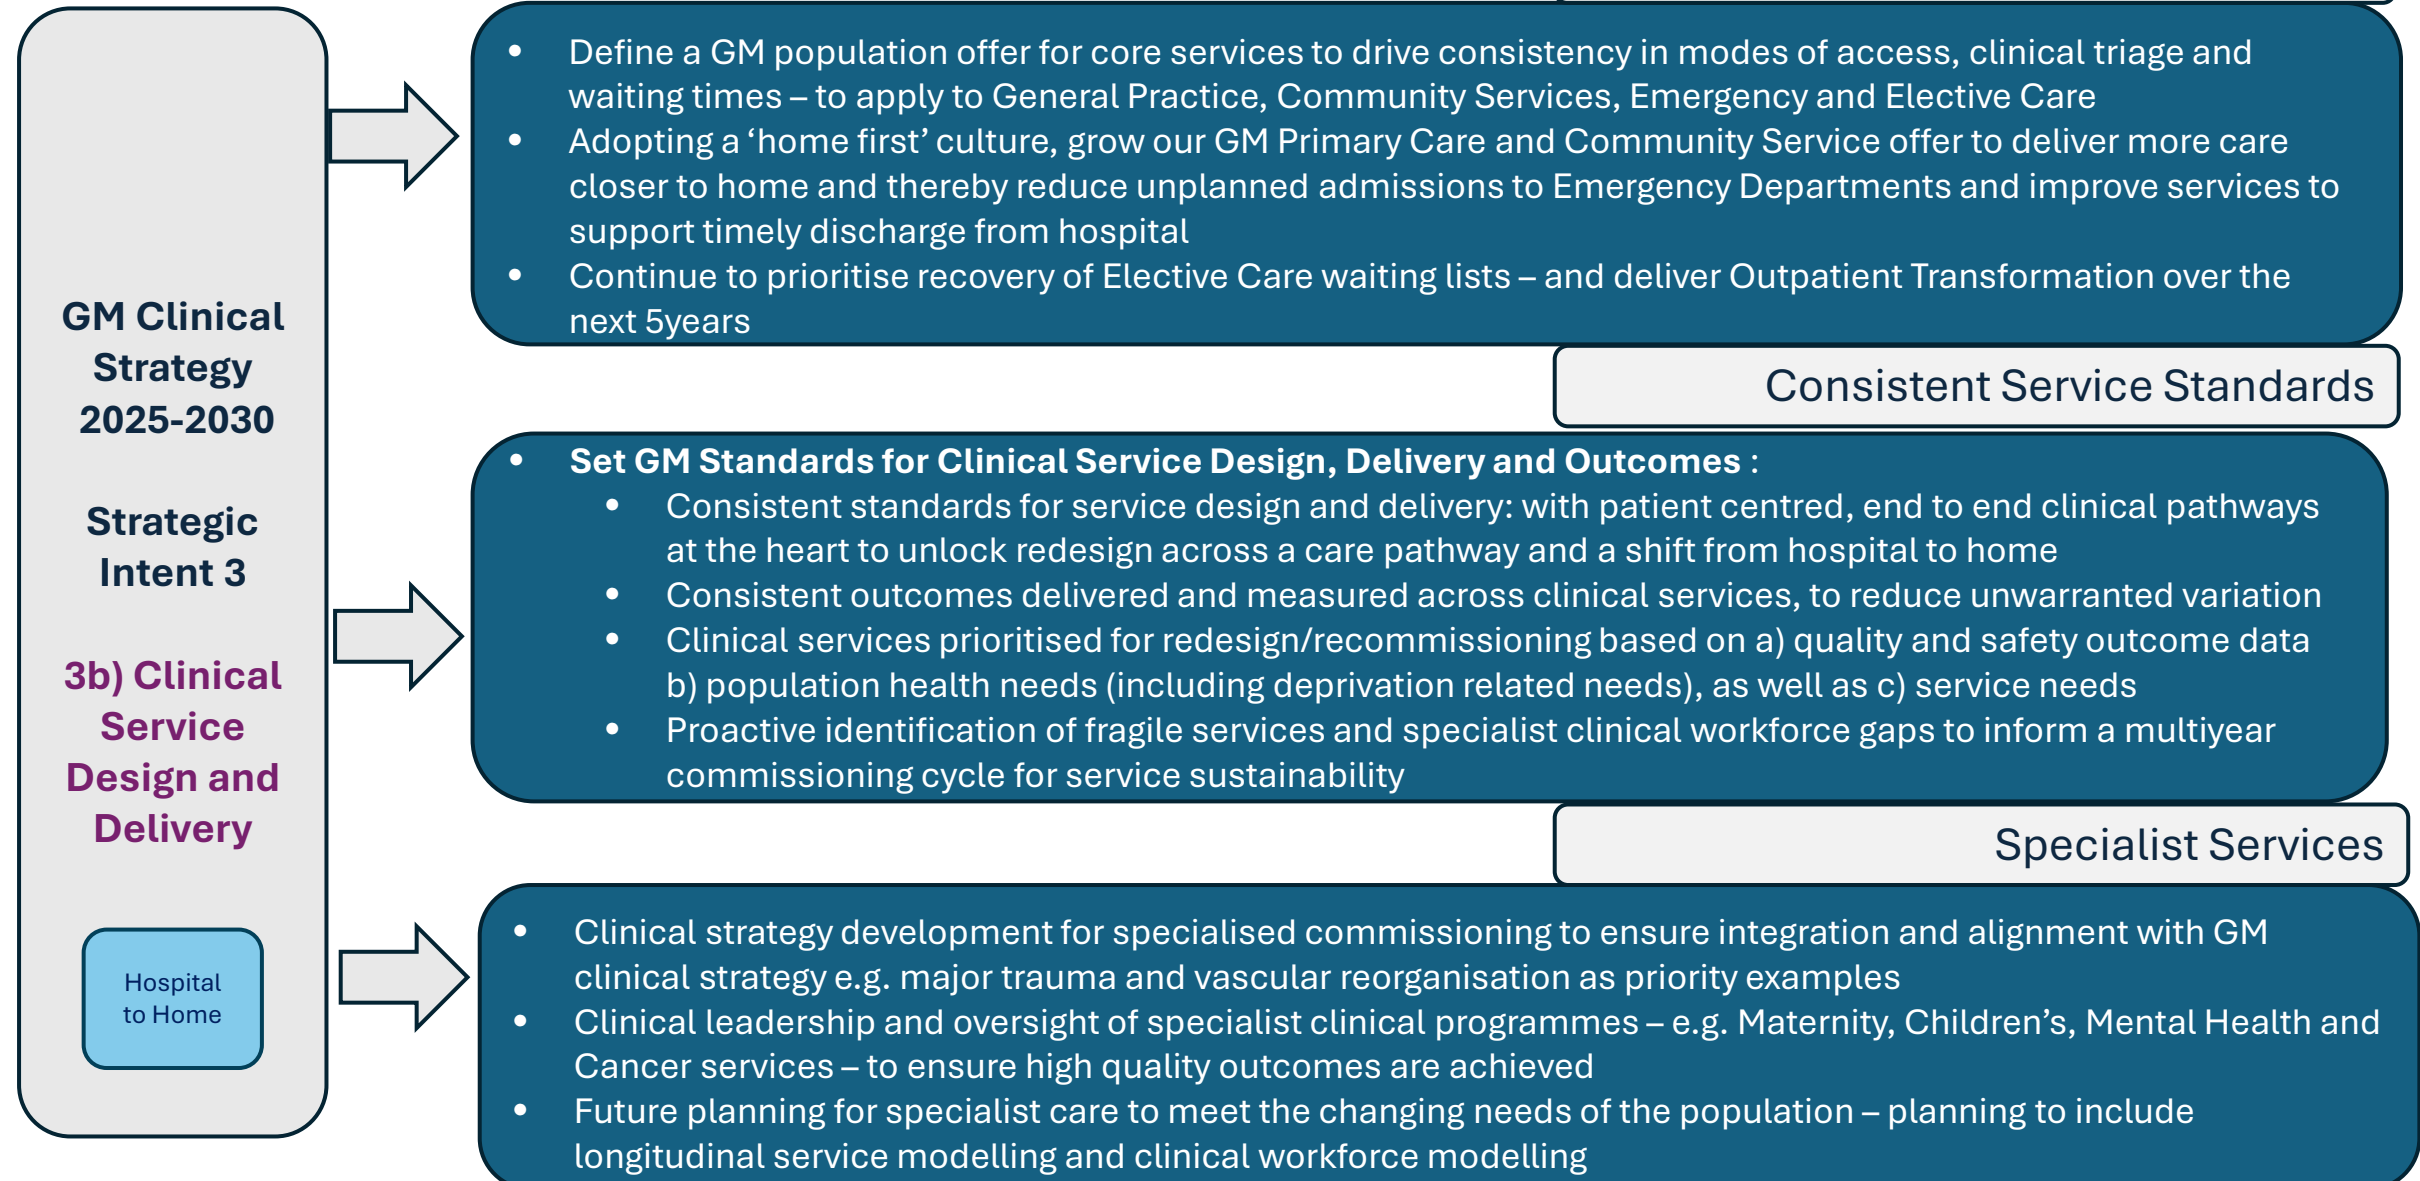 GM Clinical
Strategy
2025-2030
Strategic
Intent 3
3b) Clinical
Service
Design and
Delivery
Hospital
to Home
• Define a GM population offer for core services to drive consistency in modes of access, clinical triage and
waiting times – to apply to General Practice, Community Services, Emergency and Elective Care
• Adopting a ‘home first’ culture, grow our GM Primary Care and Community Service offer to deliver more care
closer to home and thereby reduce unplanned admissions to Emergency Departments and improve services to
support timely discharge from hospital
• Continue to prioritise recovery of Elective Care waiting lists – and deliver Outpatient Transformation over the
next 5years
Consistent Service Standards
• Set GM Standards for Clinical Service Design, Delivery and Outcomes :
• Consistent standards for service design and delivery: with patient centred, end to end clinical pathways
at the heart to unlock redesign across a care pathway and a shift from hospital to home
• Consistent outcomes delivered and measured across clinical services, to reduce unwarranted variation
• Clinical services prioritised for redesign/recommissioning based on a) quality and safety outcome data
b) population health needs (including deprivation related needs), as well as c) service needs
• Proactive identification of fragile services and specialist clinical workforce gaps to inform a multiyear
commissioning cycle for service sustainability
Specialist Services
• Clinical strategy development for specialised commissioning to ensure integration and alignment with GM
clinical strategy e.g. major trauma and vascular reorganisation as priority examples
• Clinical leadership and oversight of specialist clinical programmes – e.g. Maternity, Children’s, Mental Health and
Cancer services – to ensure high quality outcomes are achieved
• Future planning for specialist care to meet the changing needs of the population – planning to include
longitudinal service modelling and clinical workforce modelling